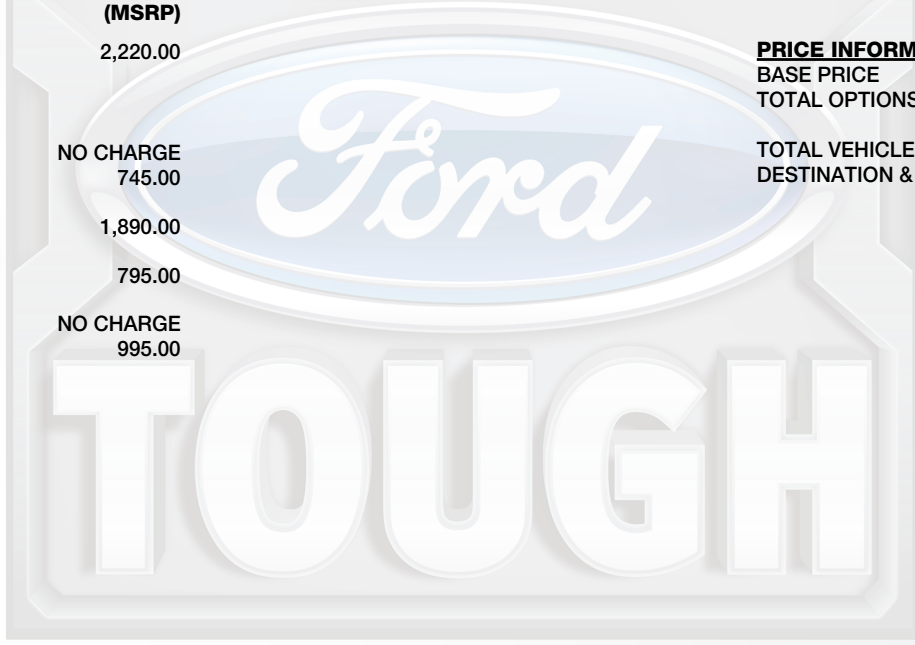 (MSRP)
2,220.00
NO CHARGE
745.00
1,890.00
795.00
NO CHARGE
995.00
PRICE INFORM
BASE PRICE
TOTAL OPTIONS
TOTAL VEHICLE
DESTINATION &
Ford
TOUGH